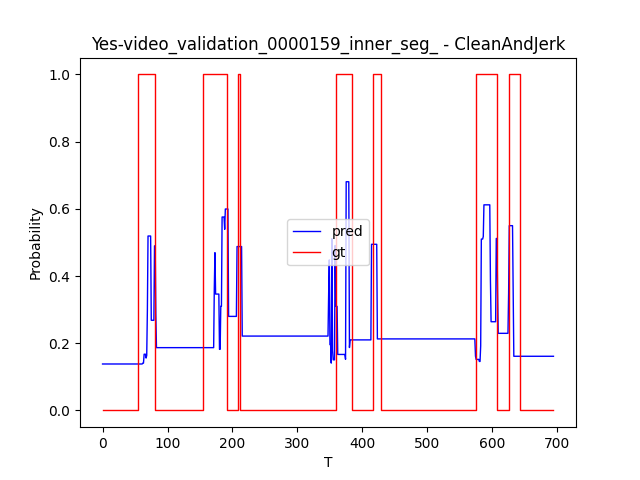 Yes-video_validation_0000159_inner_seg_ - CleanAndJerk
1.0
0.8
0.6
0.4
0.2
0.0
Probability
pred
gt
0 100 200 300 400 500 600 700
T